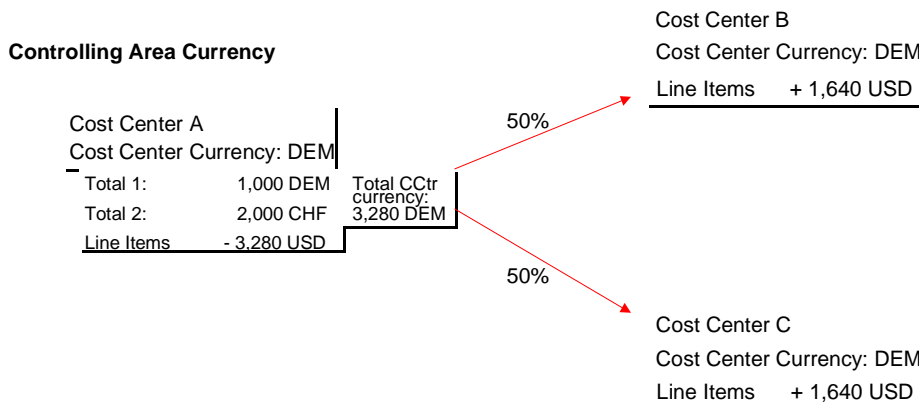 Controlling Area Currency
Cost Center A
Cost Center Currency: DEM
Total 1: 1,000 DEM
Total 2: 2,000 CHF
Line Items - 3,280 USD
Total CCtr
currency:
3,280 DEM
50%
50%
Cost Center B
Cost Center Currency: DEM
Line Items + 1,640 USD
Cost Center C
Cost Center Currency: DEM
Line Items + 1,640 USD